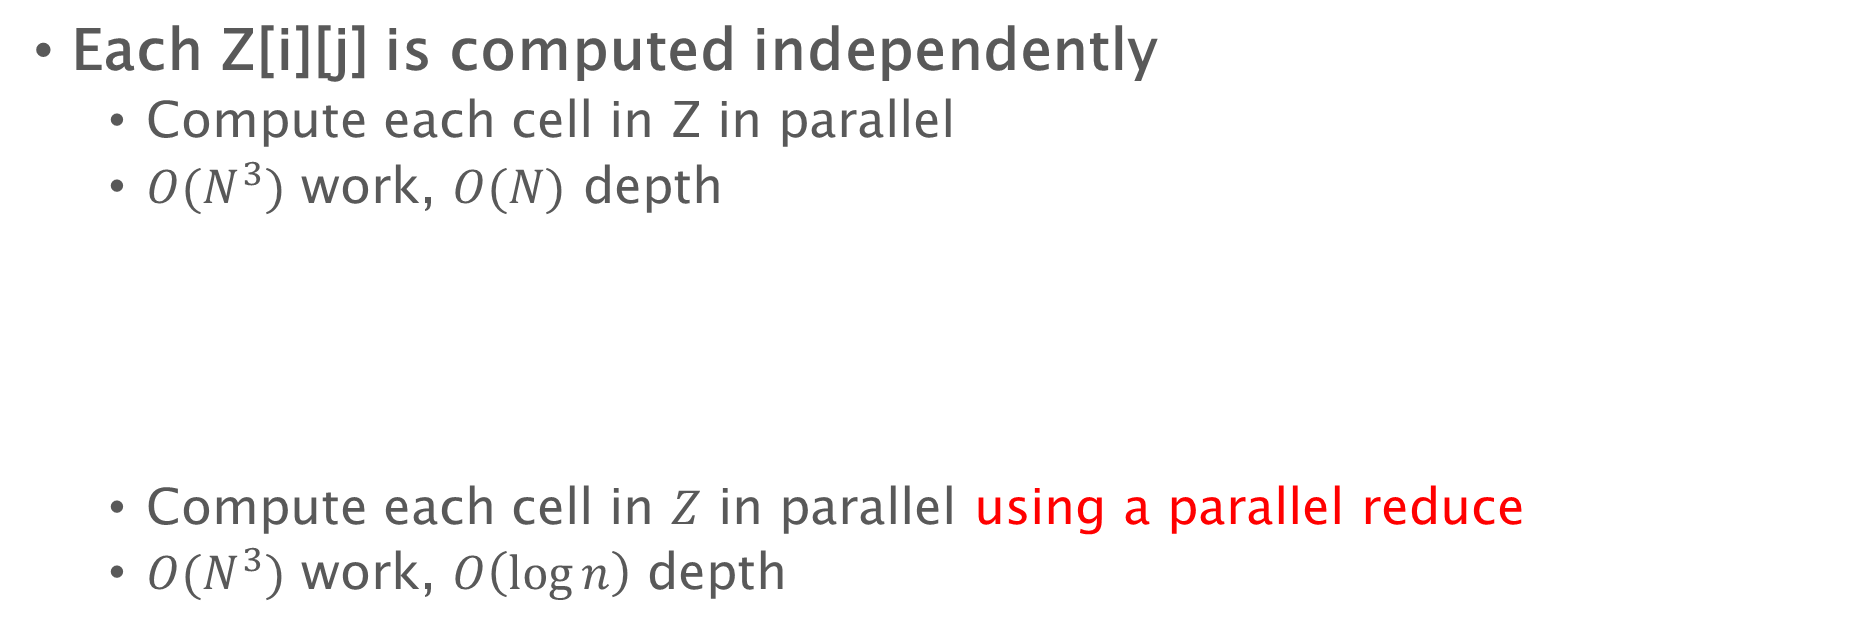 • Each Z[i][j] is computed independently
• Compute each cell in Z in parallel
• O(N³) work, O(N) depth
• Compute each cell in Z in parallel using a parallel reduce
• O(N³) work, O(log n) depth